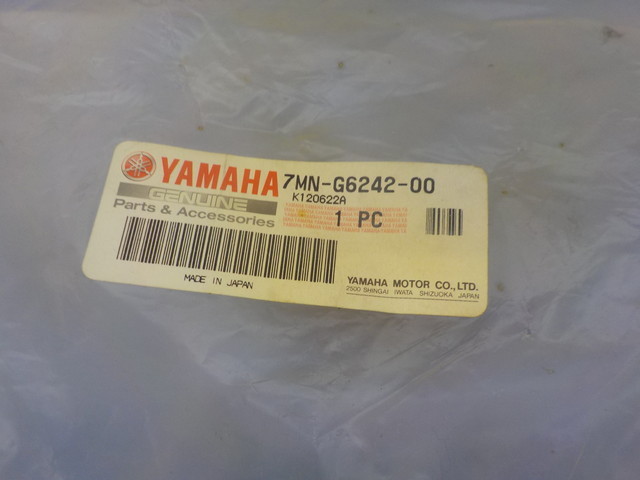 YAMAHA 7MN-G6242-00
GENUINE K120622A
Parts & Accessories 1 PC
MADE IN JAPAN
YAMAHA MOTOR CO.,LTD.
2500 SHINGAI IWATA SHIZUOKA JAPAN